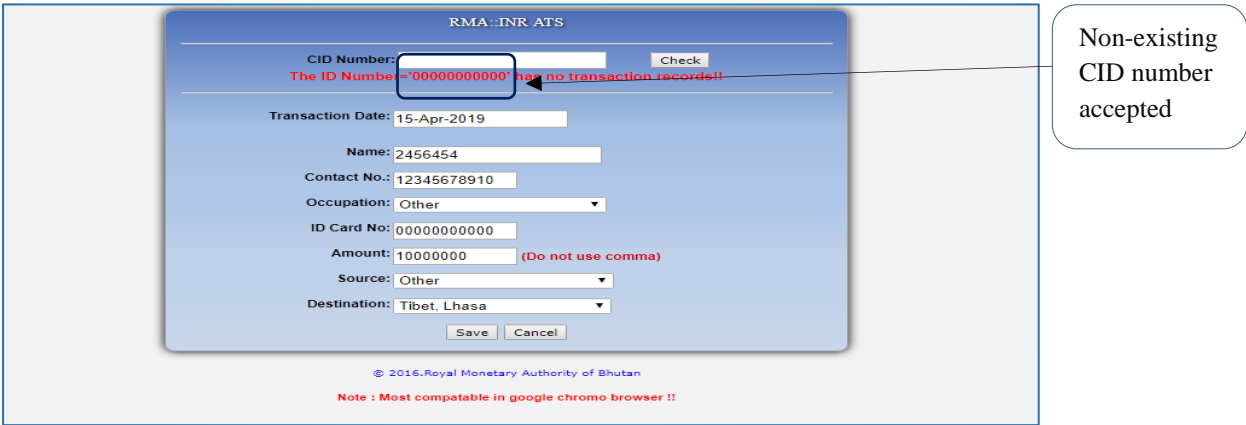 RMA::INR ATS
CID Number:
Check
The ID Number='00000000000' has no transaction records!!
Transaction Date: 15-Apr-2019
Name: 2456454
Contact No.: 12345678910
Occupation: Other
ID Card No: 00000000000
Amount: 10000000 (Do not use comma)
Source: Other
Destination: Tibet, Lhasa
Save Cancel
© 2016.Royal Monetary Authority of Bhutan
Note : Most compatable in google chromo browser !!
Non-existing
CID number
accepted